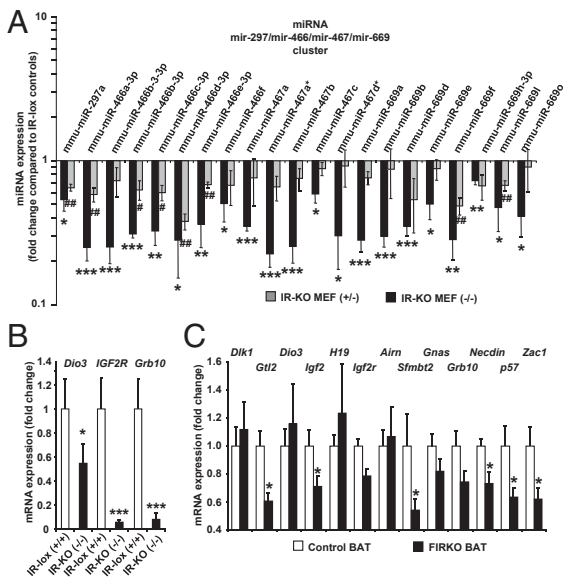 A
miRNA
mir-297/mir-466/mir-467/mir-669
cluster
miRNA expression
(fold change compared to IR-lox controls)
10
1
0.1
mmu-miR-297a
mmu-miR-466a-3p
mmu-miR-466b-3-3p
mmu-miR-466b-3p
mmu-miR-466c-3p
mmu-miR-466d-3p
mmu-miR-466e-3p
mmu-miR-466f
mmu-miR-467a
mmu-miR-467a*
mmu-miR-467b
mmu-miR-467c
mmu-miR-467d*
mmu-miR-669a
mmu-miR-669b
mmu-miR-669d
mmu-miR-669e
mmu-miR-669f
mmu-miR-669h-3p
mmu-miR-669l
mmu-miR-669o
## ## # # ## ## ## ##
* *** *** *** ** * ** * *** *** *** * * *** *** *** * ** ** * *
IR-KO MEF (+/-) IR-KO MEF (-/-)
B
mRNA expression (fold change)
1.4
1.2
1
0.8
0.6
0.4
0.2
0
Dio3 IGF2R Grb10
* *** ***
IR-lox (+/+)
IR-KO (-/-)
IR-lox (+/+)
IR-KO (-/-)
IR-lox (+/+)
IR-KO (-/-)
C
mRNA expression (fold change)
1.6
1.4
1.2
1.0
0.8
0.6
0.4
Dlk1 Dio3 H19 Airn Gnas Necdin Zac1
Gtl2 Igf2 Igf2r Sfmbt2 Grb10 p57
* * * * * *
Control BAT FIRKO BAT